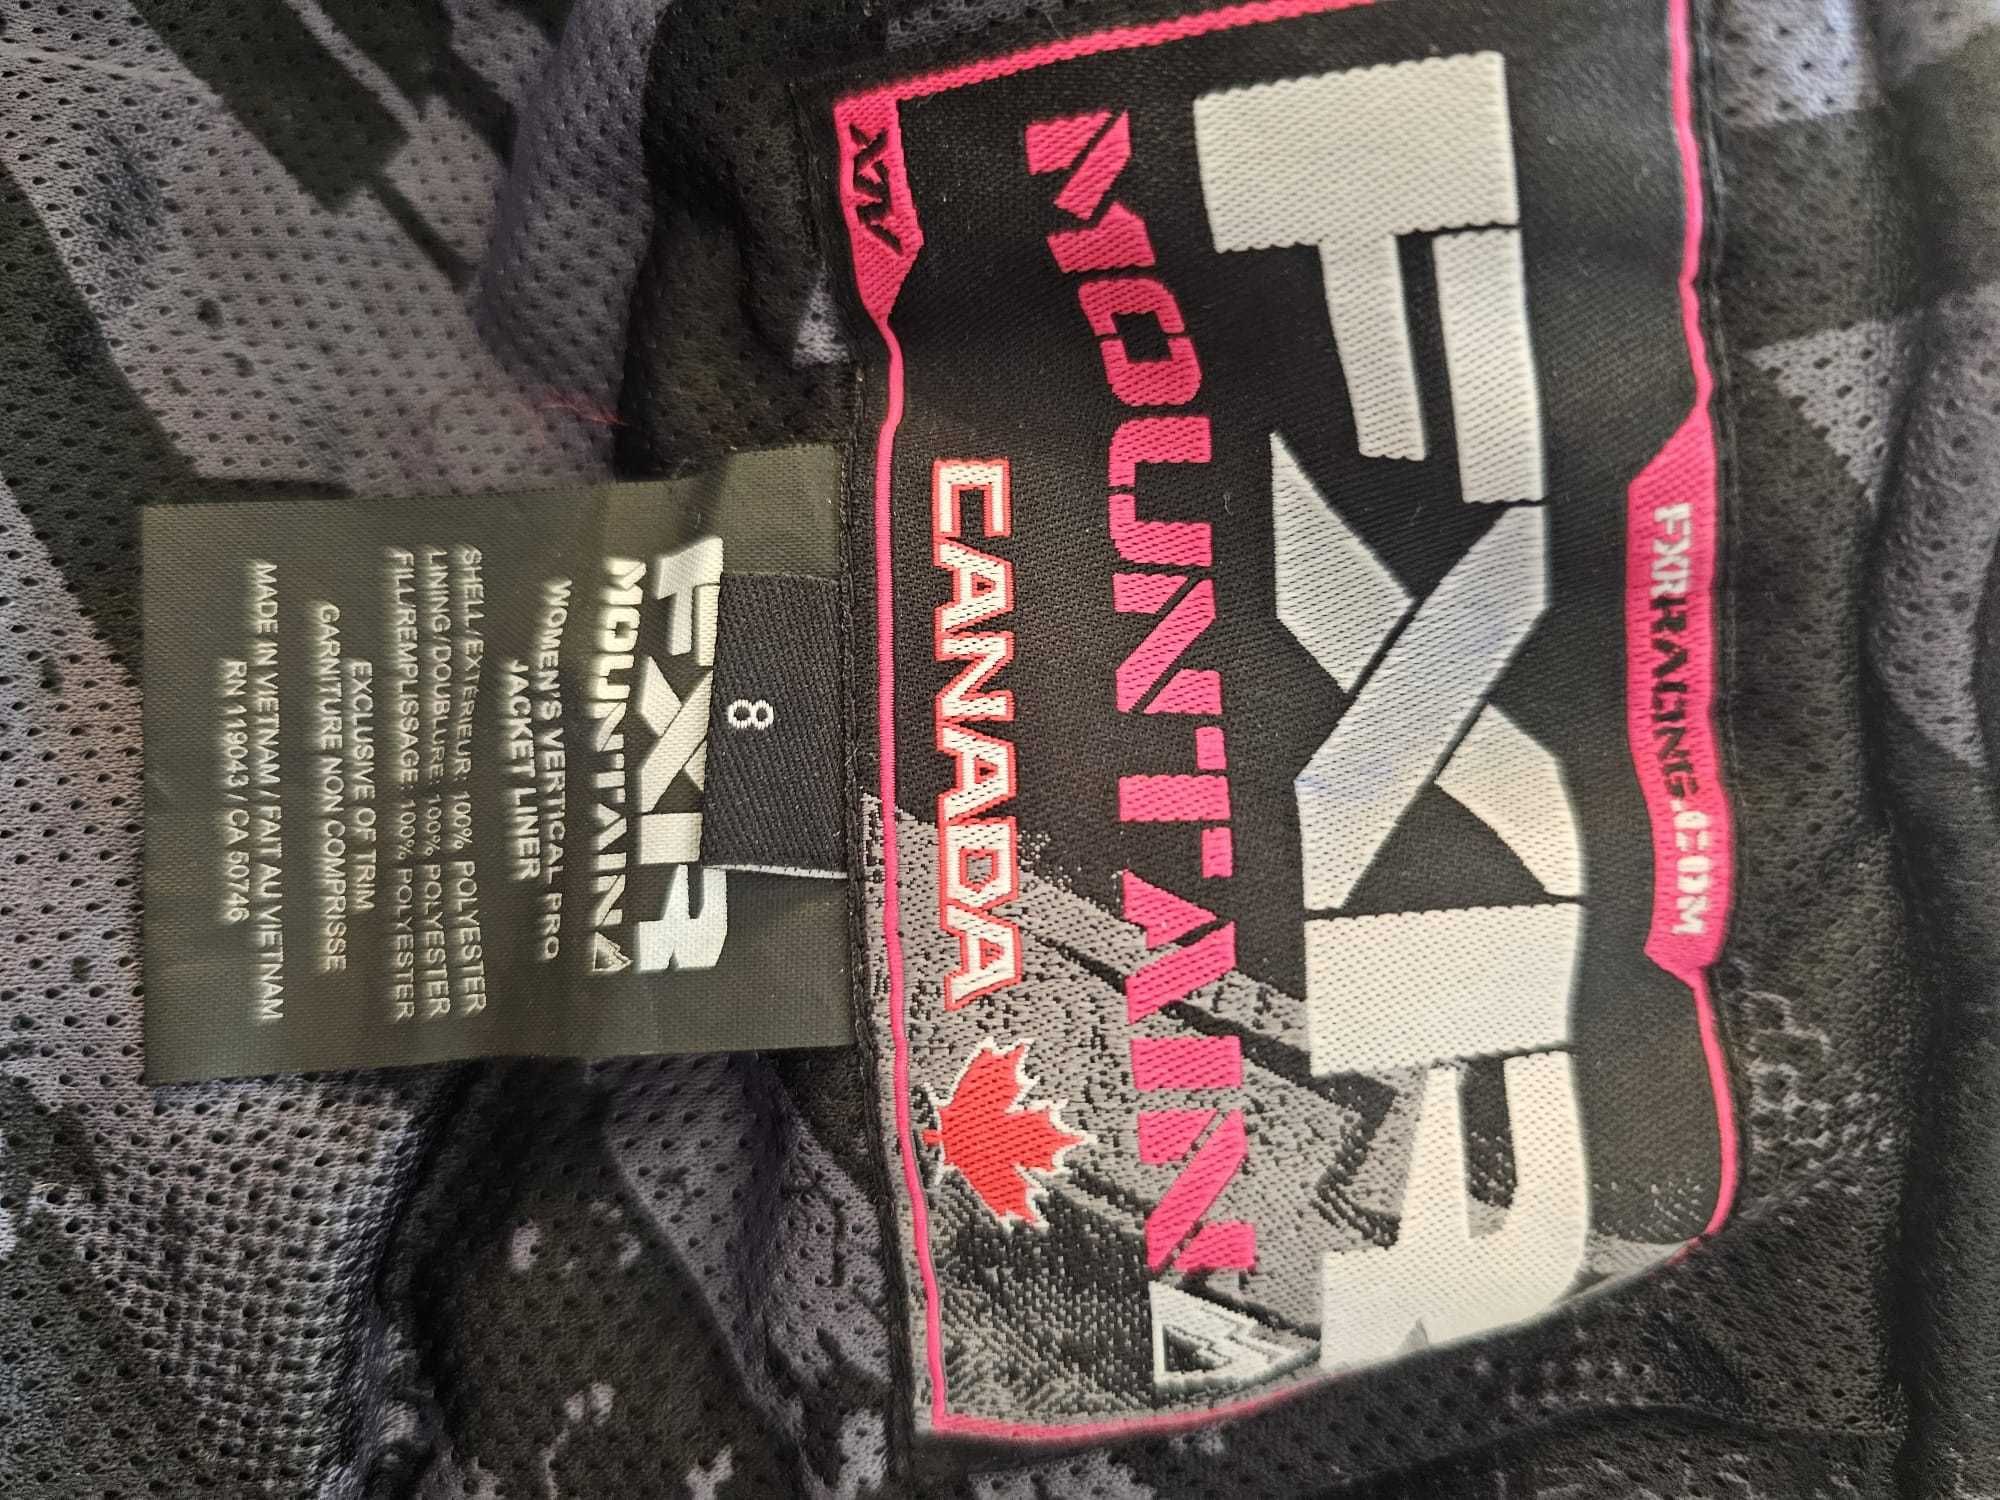 FXRRACING.COM
FXR
MOUNTAIN
CANADA
8
FXR
MOUNTAIN
WOMEN'S VERTICAL PRO
JACKET LINER
SHELL/EXTÉRIEUR: 100% POLYESTER
LINING/DOUBLURE: 100% POLYESTER
FILL/REMPLISSAGE: 100% POLYESTER
EXCLUSIVE OF TRIM
GARNITURE NON COMPRISSE
MADE IN VIETNAM / FAIT AU VIETNAM
RN 119043 / CA 50746